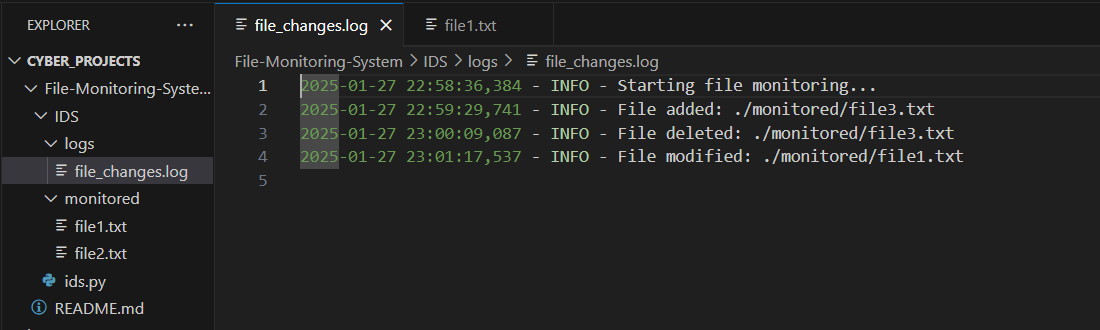 EXPLORER ...
CYBER_PROJECTS
File-Monitoring-Syste...
IDS
logs
file_changes.log
monitored
file1.txt
file2.txt
ids.py
README.md
file_changes.log file1.txt
File-Monitoring-System > IDS > logs > file_changes.log
1 2025-01-27 22:58:36,384 - INFO - Starting file monitoring...
2 2025-01-27 22:59:29,741 - INFO - File added: ./monitored/file3.txt
3 2025-01-27 23:00:09,087 - INFO - File deleted: ./monitored/file3.txt
4 2025-01-27 23:01:17,537 - INFO - File modified: ./monitored/file1.txt
5